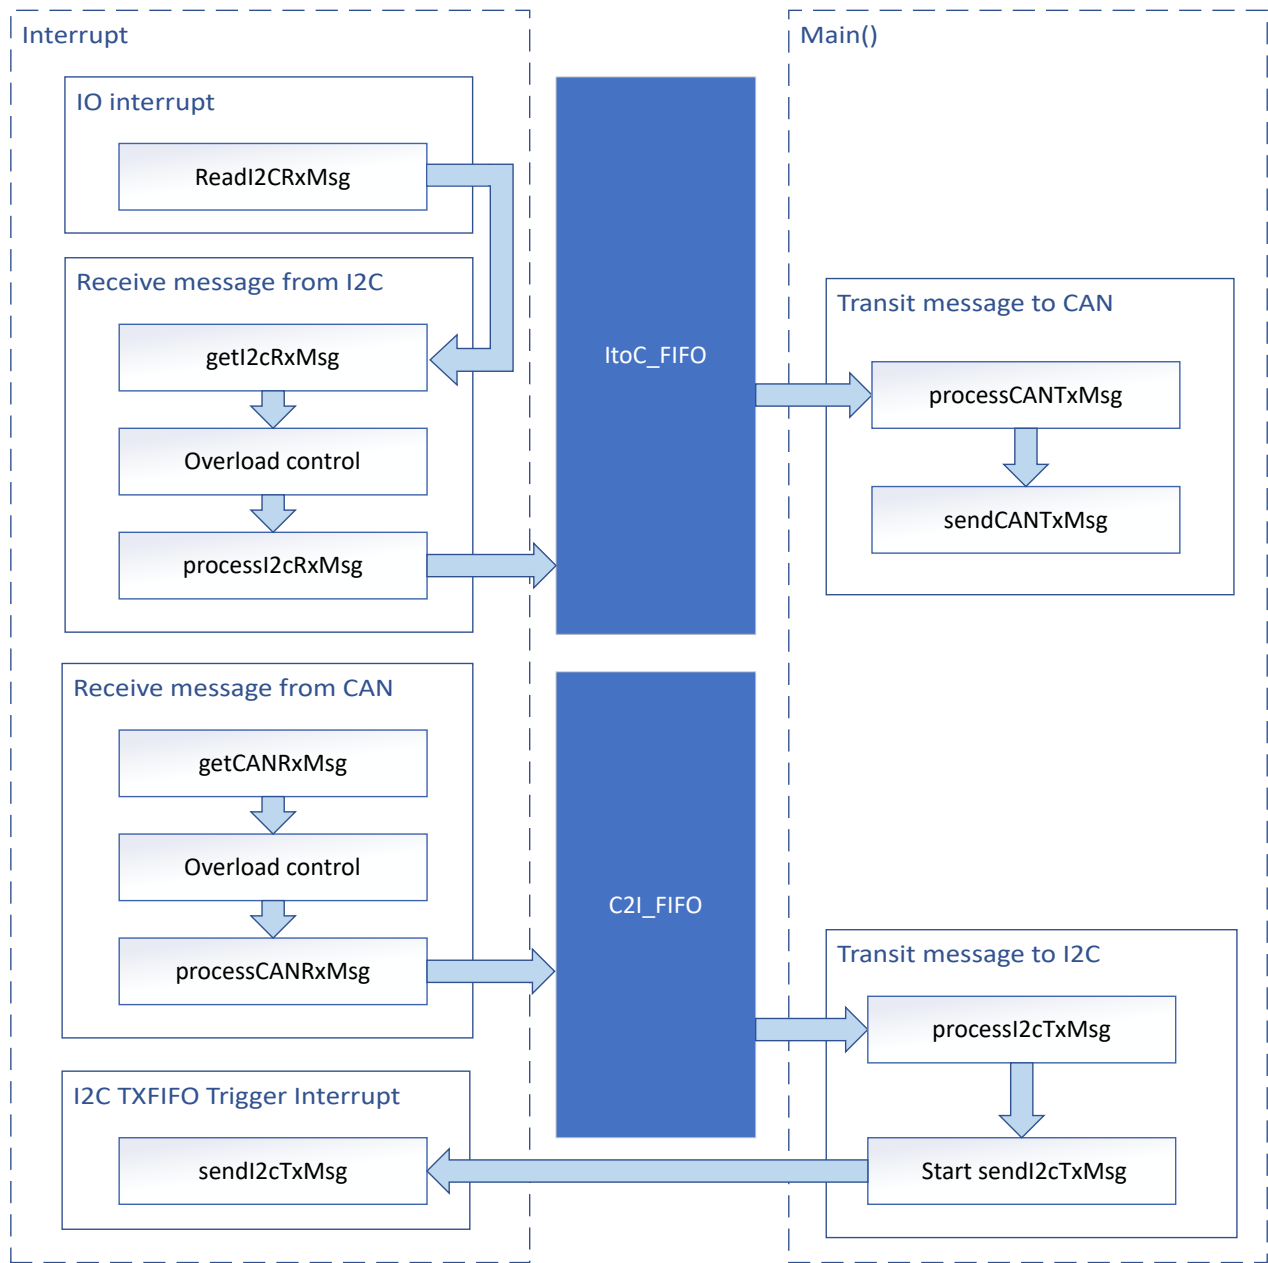 Interrupt
IO interrupt
ReadI2CRxMsg
Receive message from I2C
getI2cRxMsg
Overload control
processI2cRxMsg
Receive message from CAN
getCANRxMsg
Overload control
processCANRxMsg
I2C TXFIFO Trigger Interrupt
sendI2cTxMsg
ItoC_FIFO
C2I_FIFO
Main()
Transit message to CAN
processCANTxMsg
sendCANTxMsg
Transit message to I2C
processI2cTxMsg
Start sendI2cTxMsg